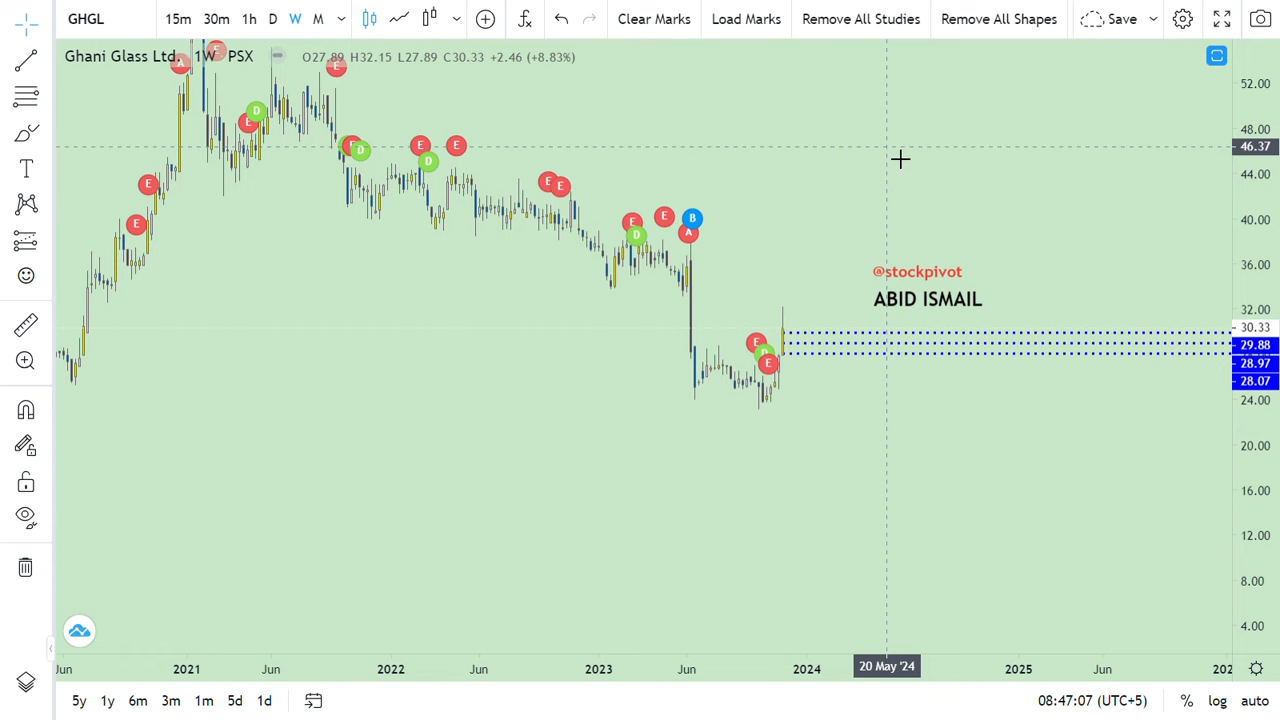 GHGL 15m 30m 1h D W M Clear Marks Load Marks Remove All Studies Remove All Shapes Save
Ghani Glass Ltd. 1W PSX O27.89 H32.15 L27.89 C30.33 +2.46 (+8.83%)
A E E
52.00
E D
48.00
E D E D E E
46.37
44.00
E E E
40.00
E E D E A B
36.00
@stockpivot
ABID ISMAIL
32.00
30.33
29.88
E D E
28.97
28.07
24.00
20.00
16.00
12.00
8.00
4.00
Jun 2021 Jun 2022 Jun 2023 Jun 2024 20 May '24 2025 Jun 202
5y 1y 6m 3m 1m 5d 1d 08:47:07 (UTC+5) % log auto